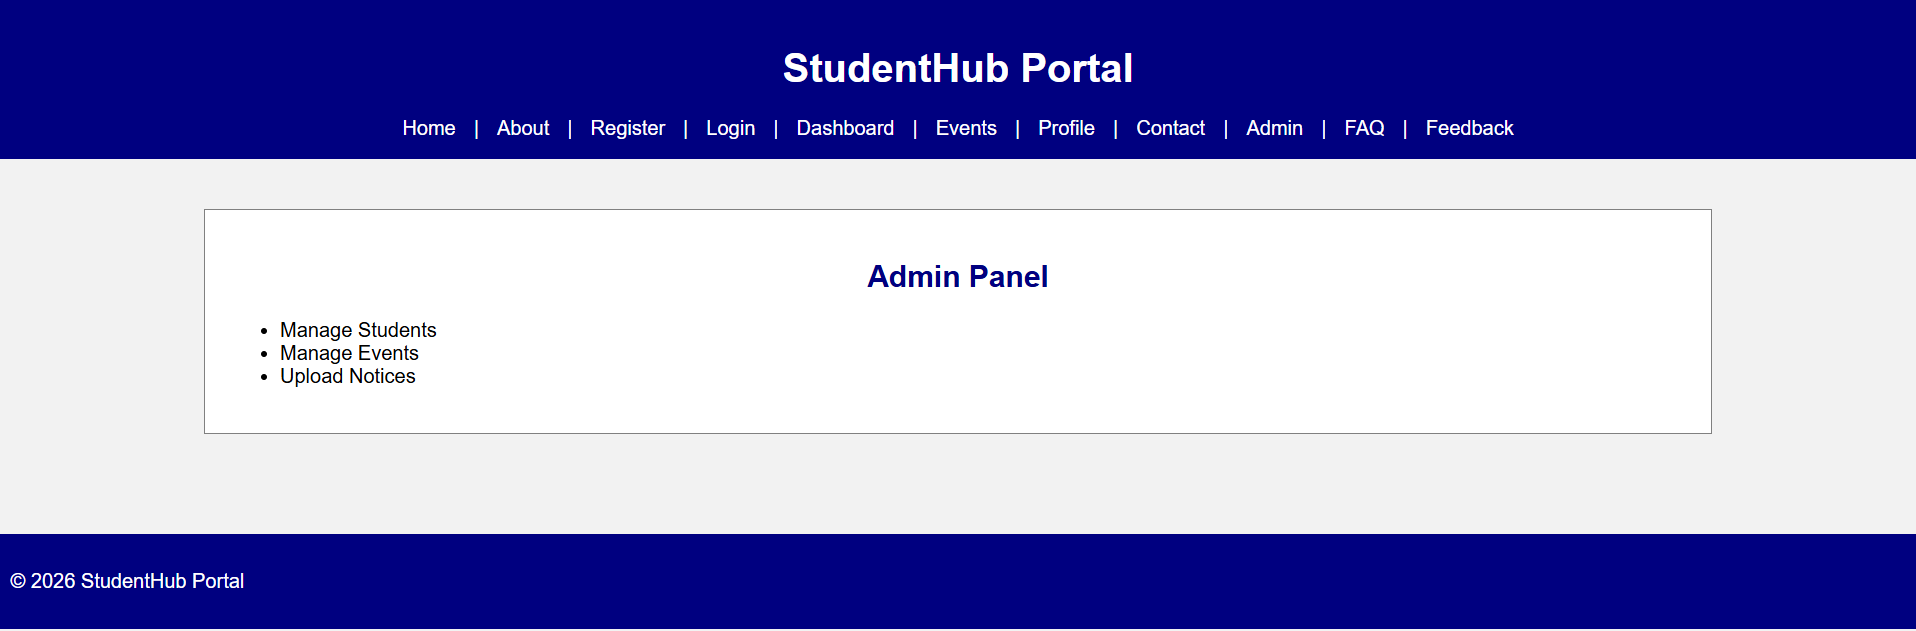 StudentHub Portal
Home | About | Register | Login | Dashboard | Events | Profile | Contact | Admin | FAQ | Feedback
Admin Panel
• Manage Students
• Manage Events
• Upload Notices
© 2026 StudentHub Portal